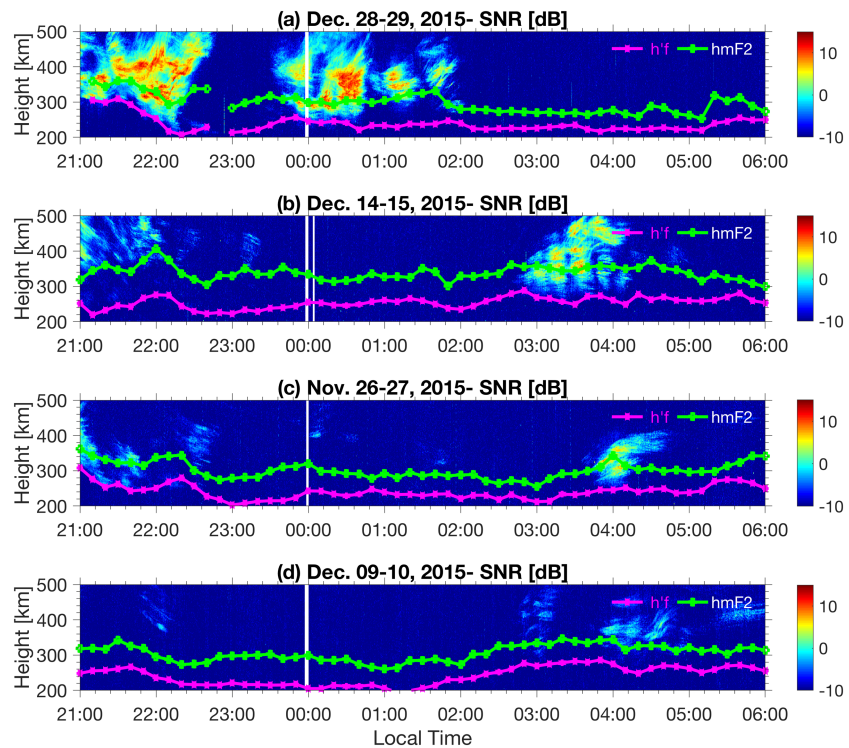 (a) Dec. 28-29, 2015- SNR [dB]
Height [km]
500
400
300
200
h'f hmF2
10
0
-10
21:00 22:00 23:00 00:00 01:00 02:00 03:00 04:00 05:00 06:00
(b) Dec. 14-15, 2015- SNR [dB]
Height [km]
500
400
300
200
h'f hmF2
10
0
-10
21:00 22:00 23:00 00:00 01:00 02:00 03:00 04:00 05:00 06:00
(c) Nov. 26-27, 2015- SNR [dB]
Height [km]
500
400
300
200
h'f hmF2
10
0
-10
21:00 22:00 23:00 00:00 01:00 02:00 03:00 04:00 05:00 06:00
(d) Dec. 09-10, 2015- SNR [dB]
Height [km]
500
400
300
200
h'f hmF2
10
0
-10
21:00 22:00 23:00 00:00 01:00 02:00 03:00 04:00 05:00 06:00
Local Time